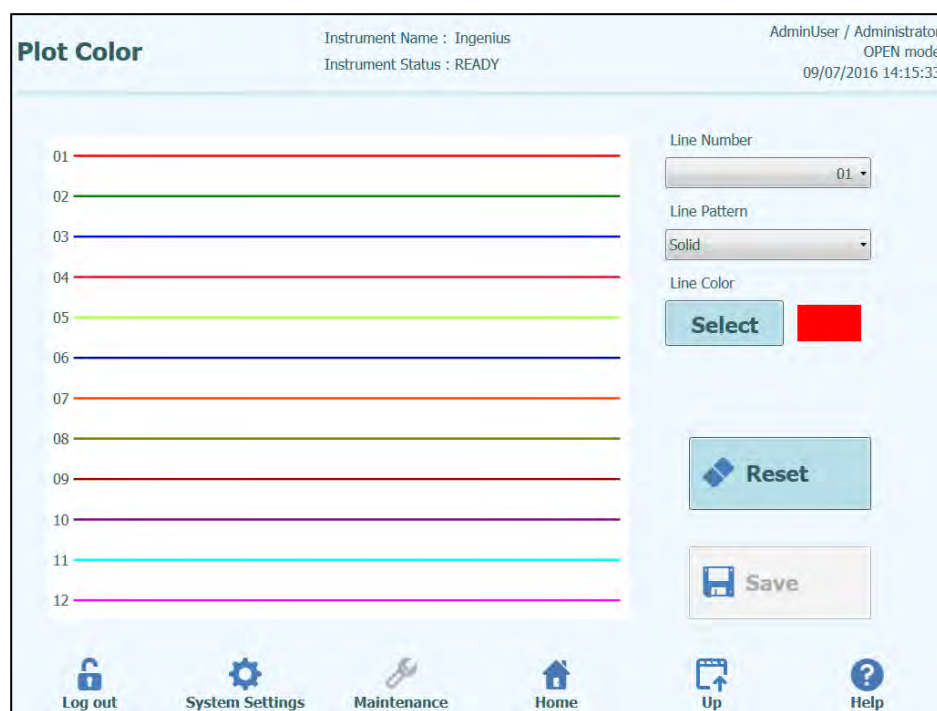 Plot Color
Instrument Name : Ingenius
Instrument Status : READY
AdminUser / Administrator
OPEN mode
09/07/2016 14:15:33
01
02
03
04
05
06
07
08
09
10
11
12
Line Number
01
Line Pattern
Solid
Line Color
Select
Reset
Save
Log out
System Settings
Maintenance
Home
Up
Help